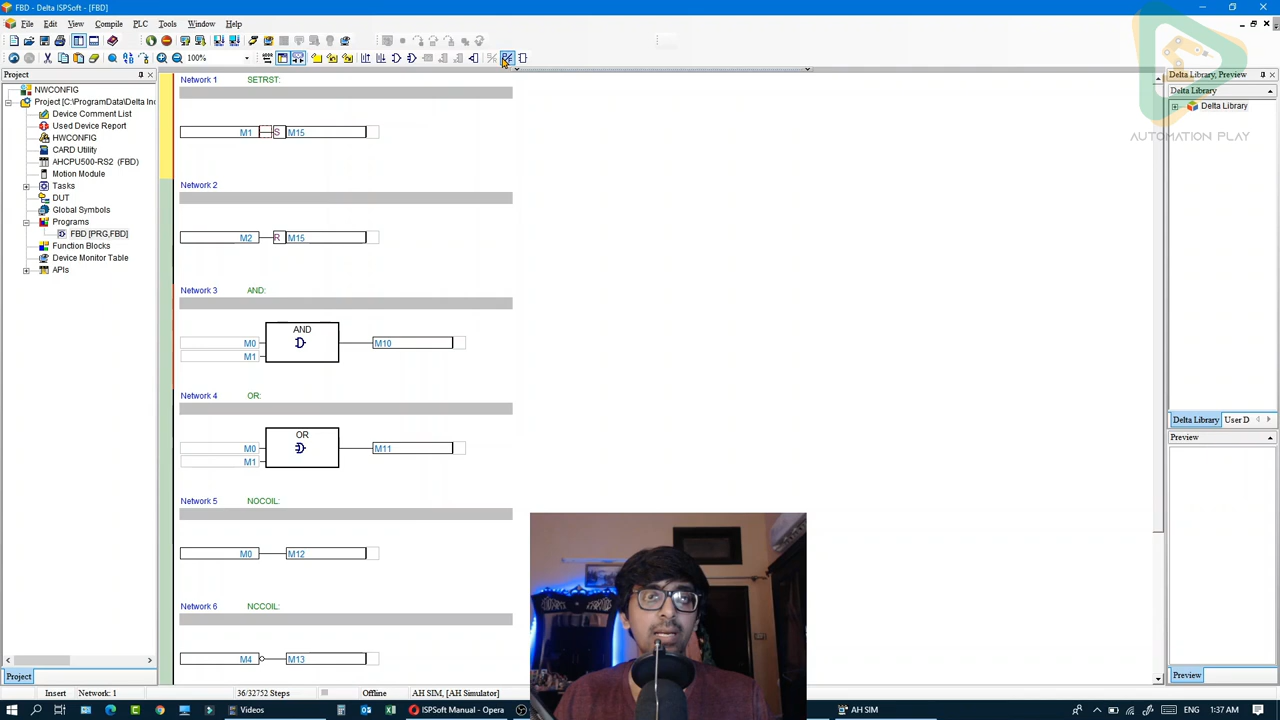 FBD - Delta ISPSoft - [FBD]
File Edit View Compile PLC Tools Window Help
100%
Project
NWCONFIG
Project [C:\ProgramData\Delta Ind
Device Comment List
Used Device Report
HWCONFIG
CARD Utility
AHCPU500-RS2 (FBD)
Motion Module
Tasks
DUT
Global Symbols
Programs
FBD [PRG,FBD]
Function Blocks
Device Monitor Table
APIs
Project
Network 1 SETRST:
M1 S M15
Network 2
M2 R M15
Network 3 AND:
AND
M0 M10
M1
Network 4 OR:
OR
M0 M11
M1
Network 5 NOCOIL:
M0 M12
Network 6 NCCOIL:
M4 M13
Delta Library, Preview
Delta Library
Delta Library
AUTOMATION PLAY
Delta Library User D
Preview
Preview
Insert Network: 1 36/32752 Steps Offline AH SIM, [AH Simulator]
Videos ISPSoft Manual - Opera AH SIM ENG 1:37 AM